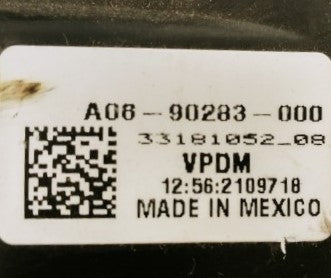 A06-90283-000
33181052_08
VPDM
12:56:2109718
MADE IN MEXICO